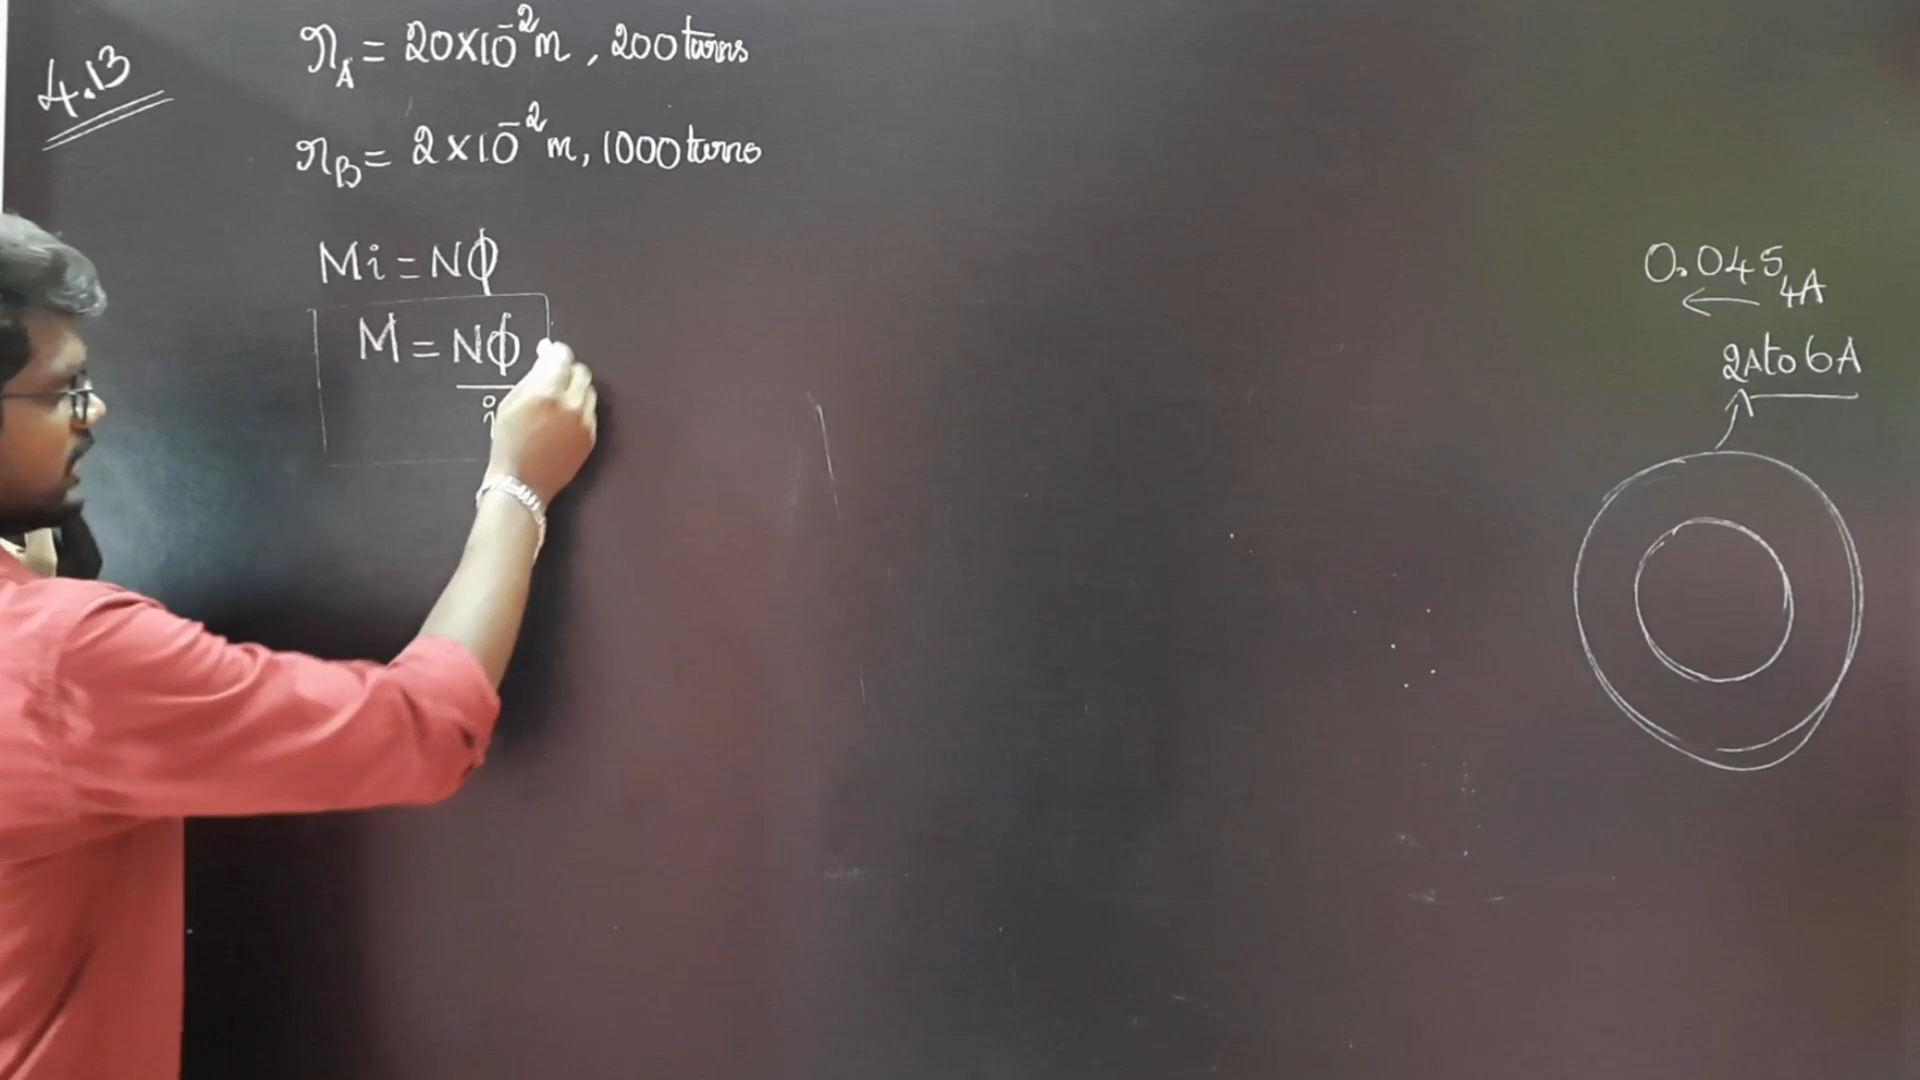 4.13
r_A = 20×10⁻² m, 200 turns
r_B = 2×10⁻² m, 1000 turns
Mi = Nϕ
M = Nϕ/i
0.04s
4A
2A to 6A